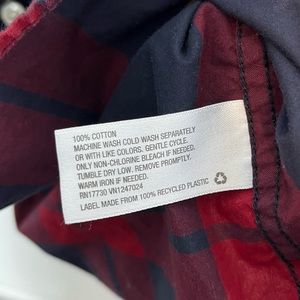 100% COTTON
MACHINE WASH COLD WASH SEPARATELY
OR WITH LIKE COLORS. GENTLE CYCLE.
ONLY NON-CHLORINE BLEACH IF NEEDED.
TUMBLE DRY LOW. REMOVE PROMPTLY.
WARM IRON IF NEEDED.
RN17730 VN1247024
LABEL MADE FROM 100% RECYCLED PLASTIC